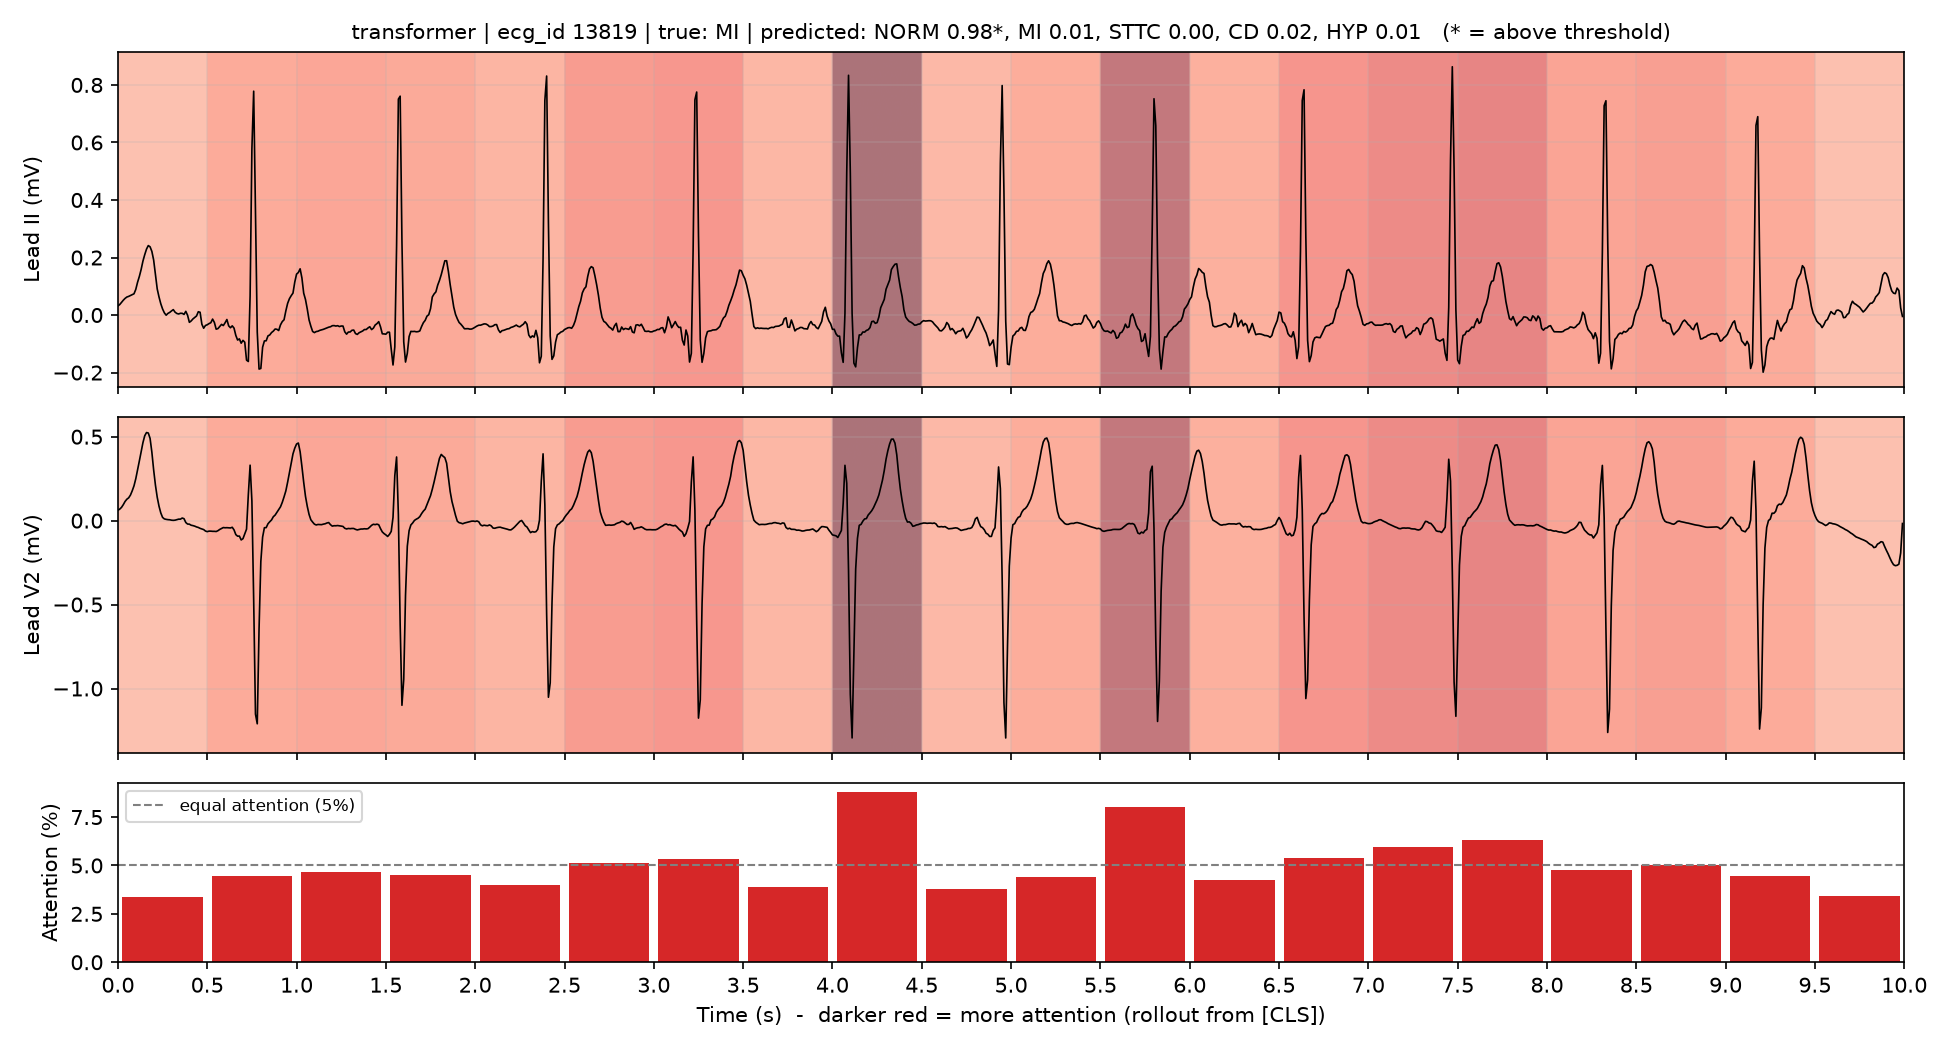 transformer | ecg_id 13819 | true: MI | predicted: NORM 0.98*, MI 0.01, STTC 0.00, CD 0.02, HYP 0.01   (* = above threshold)
Lead II (mV)
0.8
0.6
0.4
0.2
0.0
−0.2
Lead V2 (mV)
0.5
0.0
−0.5
−1.0
Attention (%)
7.5
5.0
2.5
0.0
equal attention (5%)
0.0 0.5 1.0 1.5 2.0 2.5 3.0 3.5 4.0 4.5 5.0 5.5 6.0 6.5 7.0 7.5 8.0 8.5 9.0 9.5 10.0
Time (s)  -  darker red = more attention (rollout from [CLS])